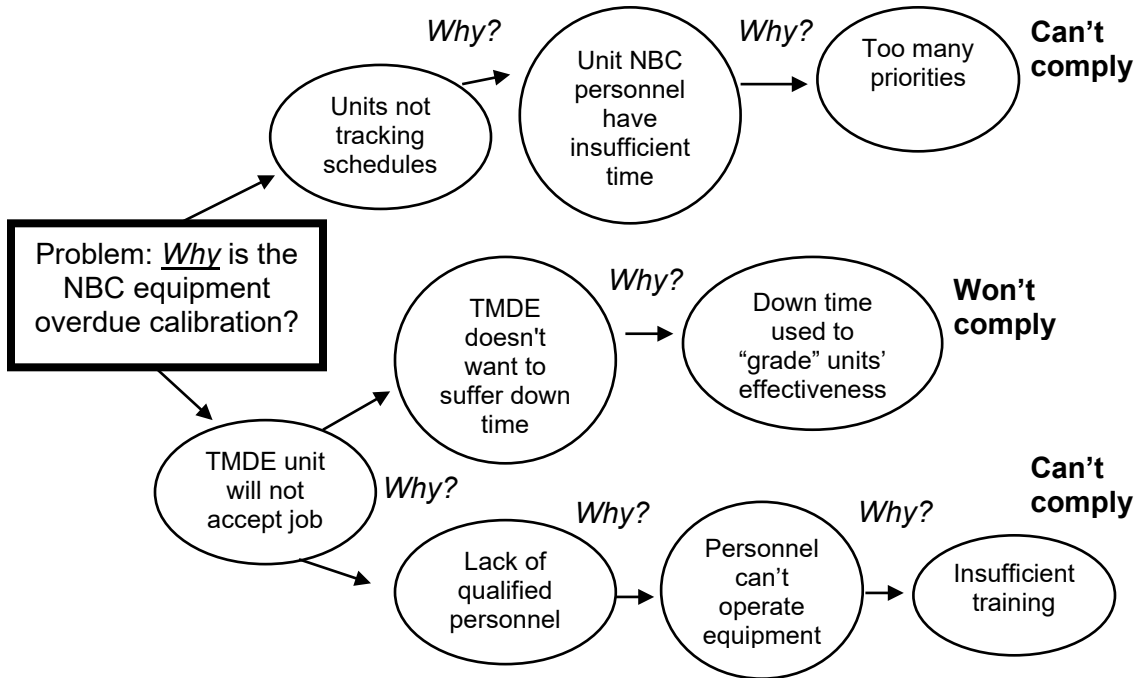 Why?
Why?
Can't
comply
Units not
tracking
schedules
Unit NBC
personnel
have
insufficient
time
Too many
priorities
Problem: Why is the
NBC equipment
overdue calibration?
Why?
Won't
comply
TMDE
doesn't
want to
suffer down
time
Down time
used to
“grade” units’
effectiveness
TMDE unit
will not
accept job
Why?
Why?
Why?
Can’t
comply
Lack of
qualified
personnel
Personnel
can’t
operate
equipment
Insufficient
training